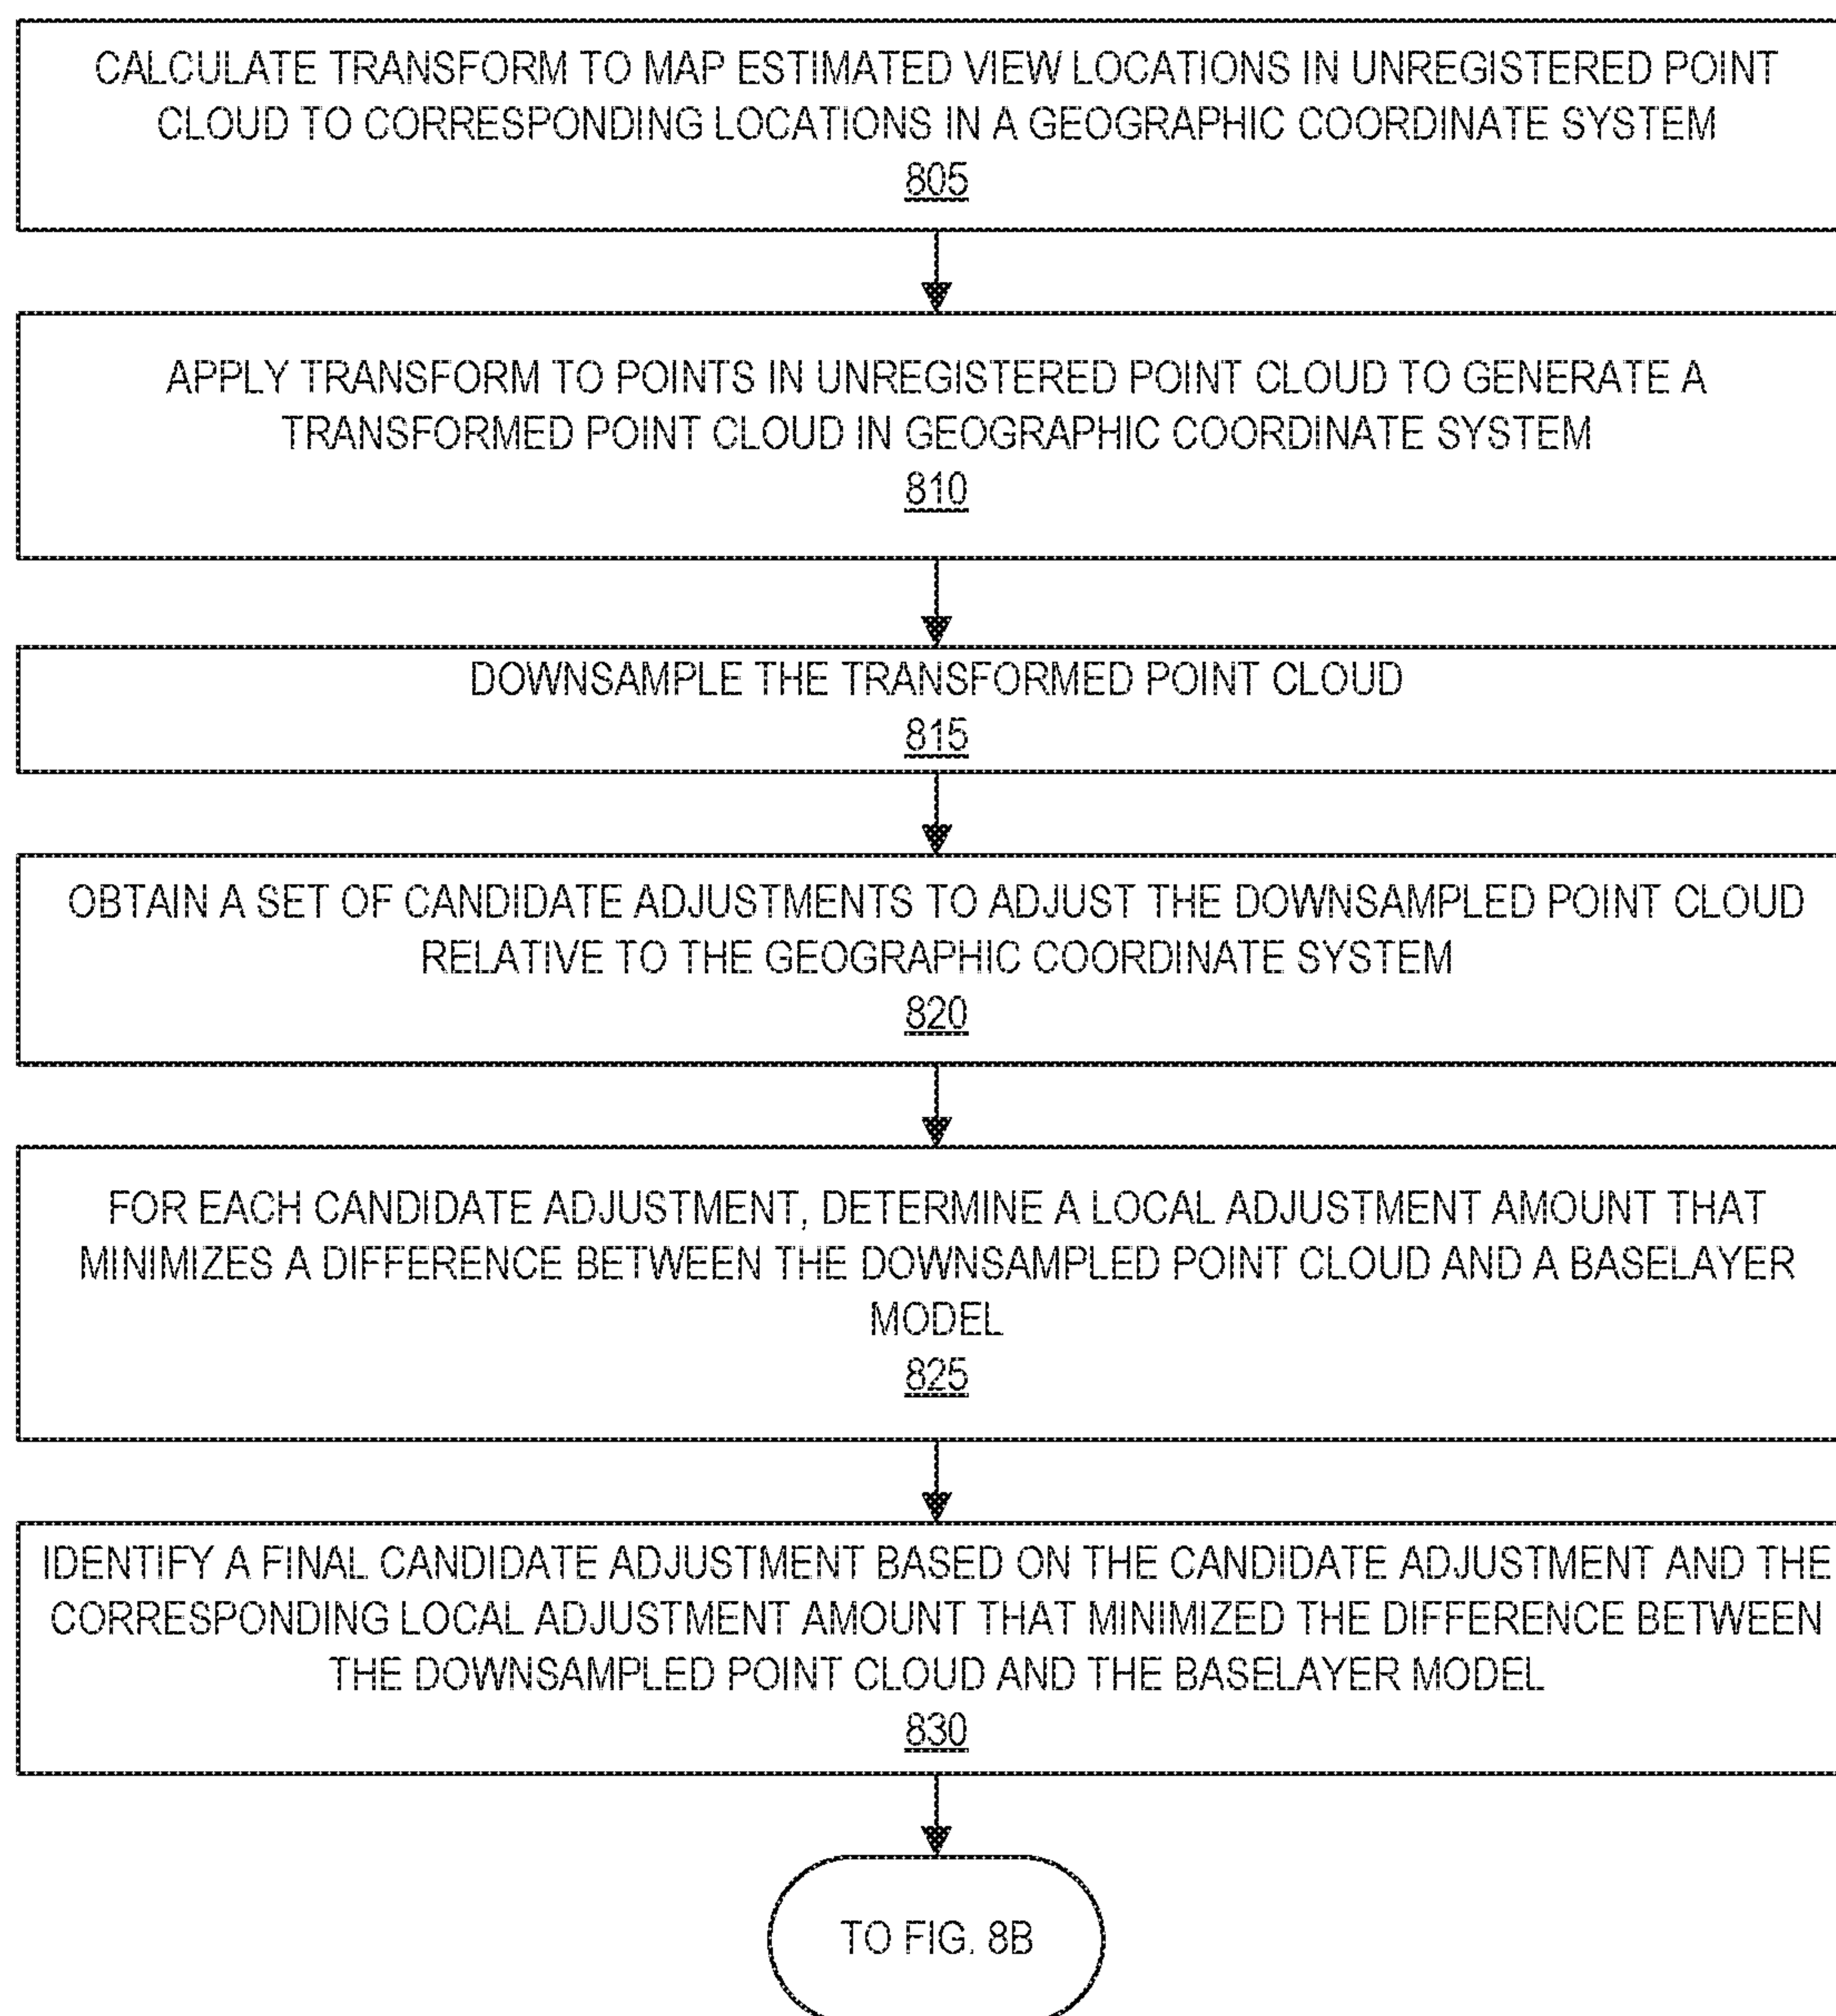 CALCULATE TRANSFORM TO MAP ESTIMATED VIEW LOCATIONS IN UNREGISTERED POINT
CLOUD TO CORRESPONDING LOCATIONS IN A GEOGRAPHIC COORDINATE SYSTEM
805
APPLY TRANSFORM TO POINTS IN UNREGISTERED POINT CLOUD TO GENERATE A
TRANSFORMED POINT CLOUD IN GEOGRAPHIC COORDINATE SYSTEM
810
DOWNSAMPLE THE TRANSFORMED POINT CLOUD
815
OBTAIN A SET OF CANDIDATE ADJUSTMENTS TO ADJUST THE DOWNSAMPLED POINT CLOUD
RELATIVE TO THE GEOGRAPHIC COORDINATE SYSTEM
820
FOR EACH CANDIDATE ADJUSTMENT, DETERMINE A LOCAL ADJUSTMENT AMOUNT THAT
MINIMIZES A DIFFERENCE BETWEEN THE DOWNSAMPLED POINT CLOUD AND A BASELAYER
MODEL
825
IDENTIFY A FINAL CANDIDATE ADJUSTMENT BASED ON THE CANDIDATE ADJUSTMENT AND THE
CORRESPONDING LOCAL ADJUSTMENT AMOUNT THAT MINIMIZED THE DIFFERENCE BETWEEN
THE DOWNSAMPLED POINT CLOUD AND THE BASELAYER MODEL
830
TO FIG. 8B